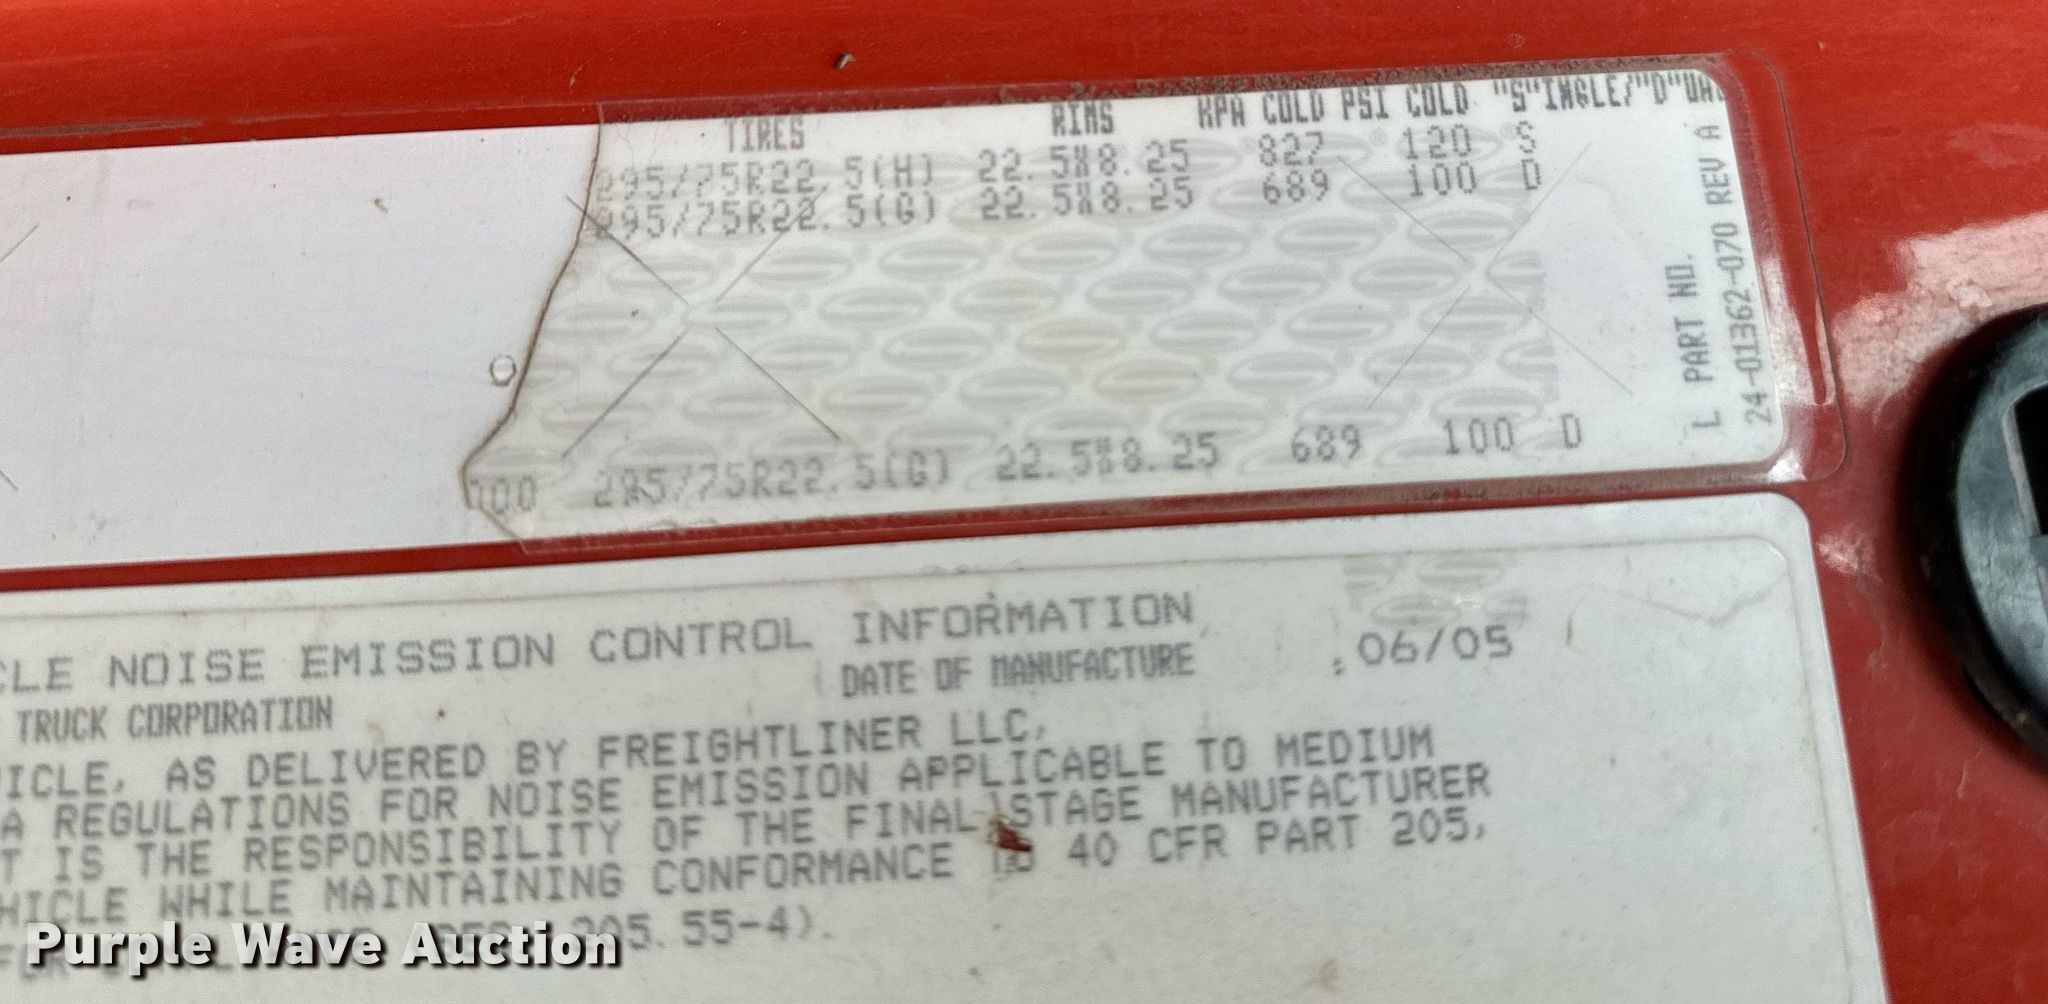 TIRES RIMS KPA COLD PSI COLD "S"INGLE/"D"UAL
295/75R22.5(H) 22.5X8.25 827 120 S
295/75R22.5(G) 22.5X8.25 689 100 D
295/75R22.5(G) 22.5X8.25 689 100 D
L PART NO.
24-01362-070 REV A
NOISE EMISSION CONTROL INFORMATION
DATE OF MANUFACTURE : 06/05
TRUCK CORPORATION
ICLE, AS DELIVERED BY FREIGHTLINER LLC,
A REGULATIONS FOR NOISE EMISSION APPLICABLE TO MEDIUM
T IS THE RESPONSIBILITY OF THE FINAL STAGE MANUFACTURER
HICLE WHILE MAINTAINING CONFORMANCE TO 40 CFR PART 205,
205.55-4).
Purple Wave Auction